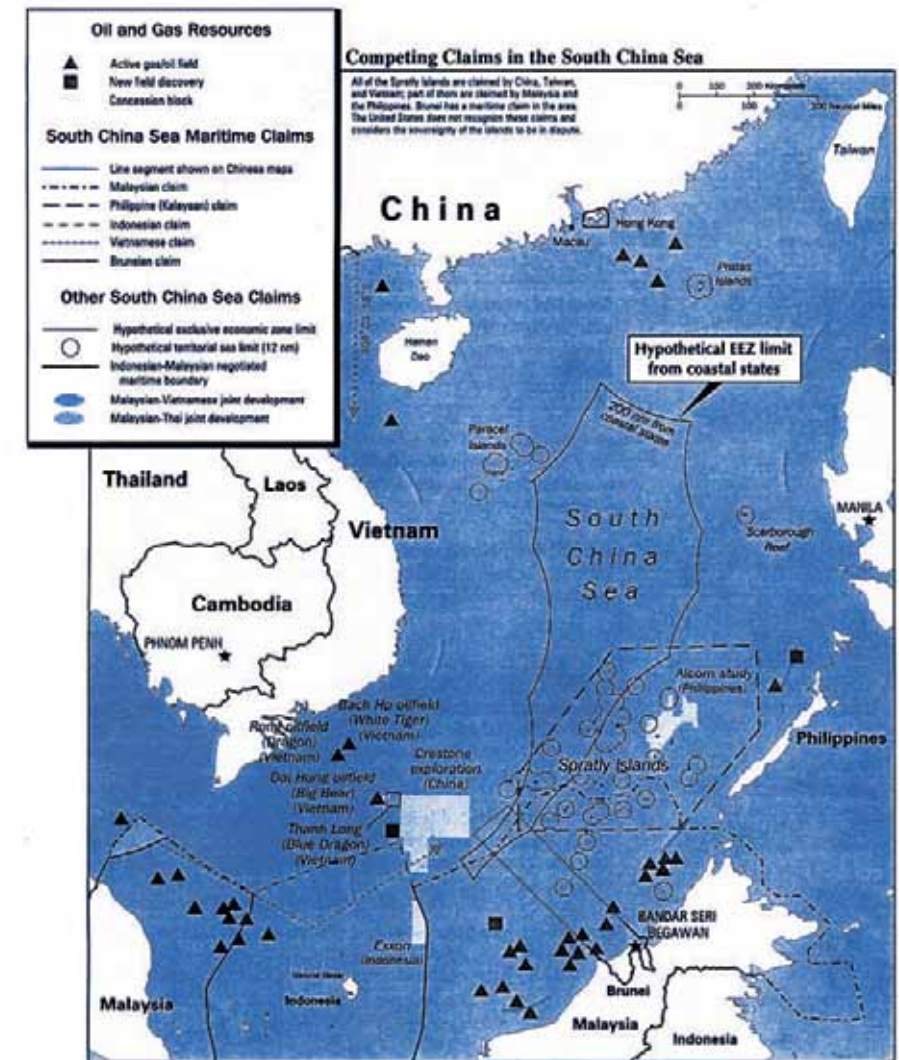 Oil and Gas Resources
Active gas/oil field
New field discovery
Concession block
South China Sea Maritime Claims
Line segment shown on Chinese maps
Malaysian claim
Philippine (Kalayaan) claim
Indonesian claim
Vietnamese claim
Bruneian claim
Other South China Sea Claims
Hypothetical exclusive economic zone limit
Hypothetical territorial sea limit (12 nm)
Indonesian-Malaysian negotiated
maritime boundary
Malaysian-Vietnamese joint development
Malaysian-Thai joint development
Competing Claims in the South China Sea
All of the Spratly Islands are claimed by China, Taiwan,
and Vietnam; part of them are claimed by Malaysia and
the Philippines. Brunei has a maritime claim in the area.
The United States does not recognize these claims and
considers the sovereignty of the islands to be in dispute.
0 100 200 Kilometers
0 100 200 Nautical Miles
Taiwan
China
Hong Kong
Macau
Pratas
Islands
Hainan
Dao
Hypothetical EEZ limit
from coastal states
200 nm from
coastal states
Paracel
Islands
Thailand
Laos
Vietnam
South
China
Sea
MANILA
Scarborough
Reef
Cambodia
PHNOM PENH
Alcorn study
(Philippines)
Bach Ho oilfield
(White Tiger)
(Vietnam)
Rong oilfield
(Dragon)
(Vietnam)
Philippines
Crestone
exploration
(China)
Spratly Islands
Dai Hung oilfield
(Big Bear)
(Vietnam)
Thanh Long
(Blue Dragon)
(Vietnam)
BANDAR SERI
BEGAWAN
Exxon
(Indonesia)
Indonesia
Malaysia
Brunei
Malaysia
Indonesia